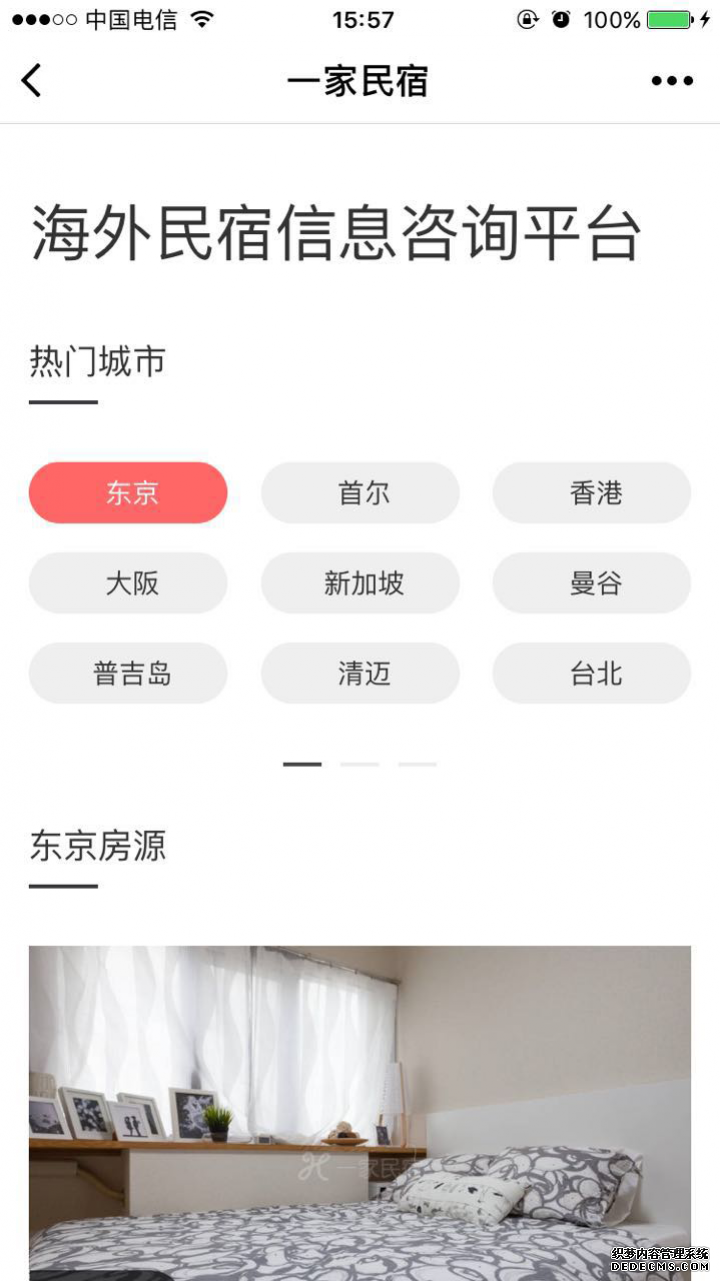 中国电信 15:57 100%
一家民宿
海外民宿信息咨询平台
热门城市
东京 首尔 香港
大阪 新加坡 曼谷
普吉岛 清迈 台北
东京房源
一家民宿
织梦内容管理系统
DEDECMS.COM